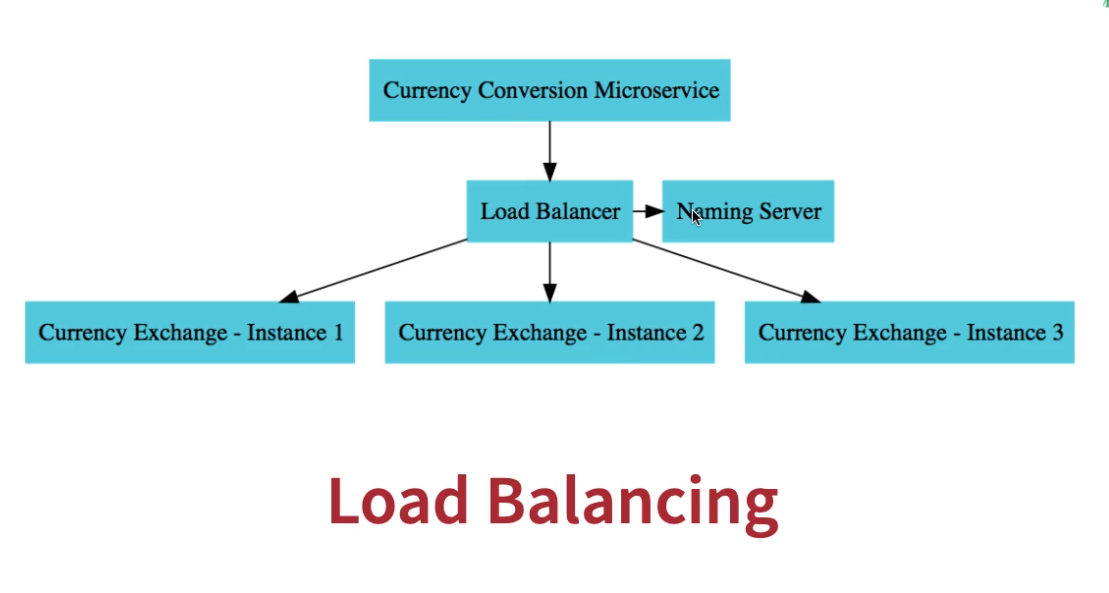 Currency Conversion Microservice
Load Balancer
Naming Server
Currency Exchange - Instance 1
Currency Exchange - Instance 2
Currency Exchange - Instance 3
Load Balancing